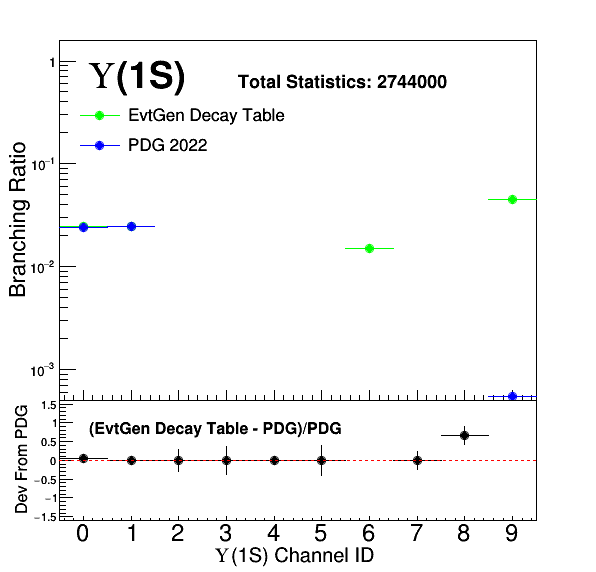 ϒ(1S)
Total Statistics: 2744000
EvtGen Decay Table
PDG 2022
Branching Ratio
1
10⁻¹
10⁻²
10⁻³
(EvtGen Decay Table - PDG)/PDG
Dev From PDG
1.5
1
0.5
0
−0.5
−1
−1.5
0 1 2 3 4 5 6 7 8 9
ϒ(1S) Channel ID